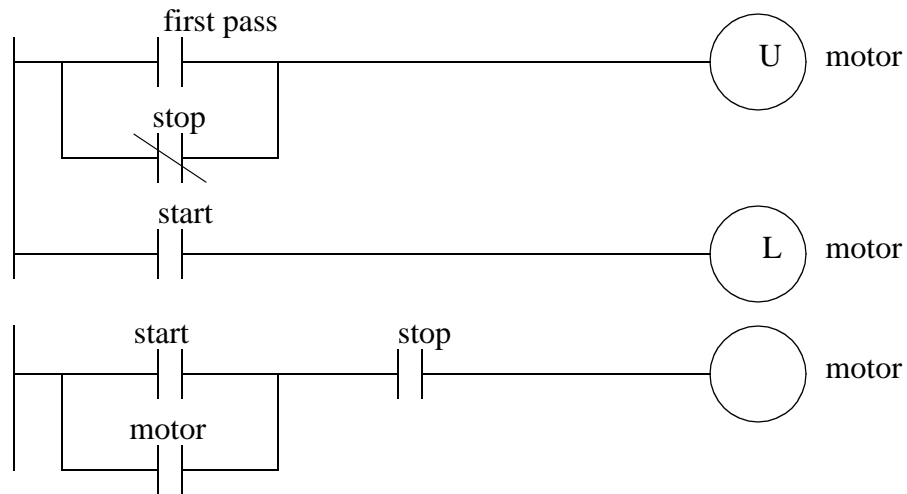 first pass
U motor
stop
start
L motor
start stop
motor
motor